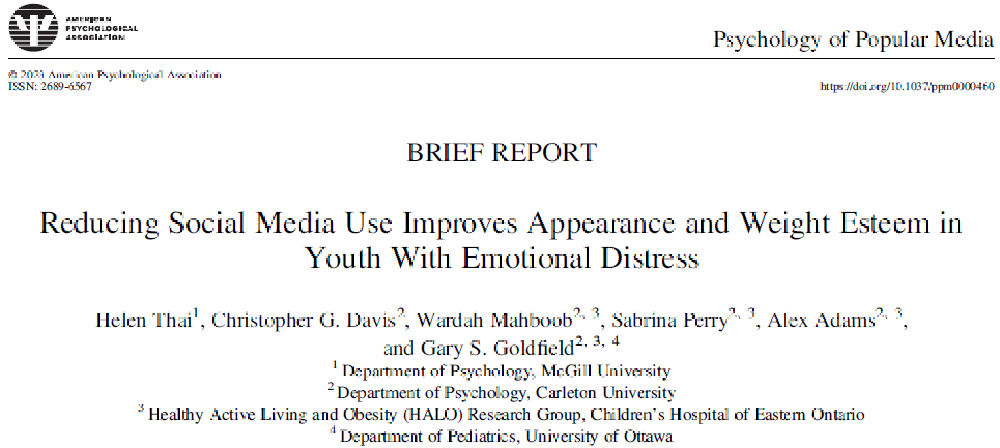 AMERICAN
PSYCHOLOGICAL
ASSOCIATION
Psychology of Popular Media
© 2023 American Psychological Association
ISSN: 2689-6567
https://doi.org/10.1037/ppm0000460
BRIEF REPORT
Reducing Social Media Use Improves Appearance and Weight Esteem in
Youth With Emotional Distress
Helen Thai1, Christopher G. Davis2, Wardah Mahboob2, 3, Sabrina Perry2, 3, Alex Adams2, 3,
and Gary S. Goldfield2, 3, 4
1 Department of Psychology, McGill University
2 Department of Psychology, Carleton University
3 Healthy Active Living and Obesity (HALO) Research Group, Children's Hospital of Eastern Ontario
4 Department of Pediatrics, University of Ottawa